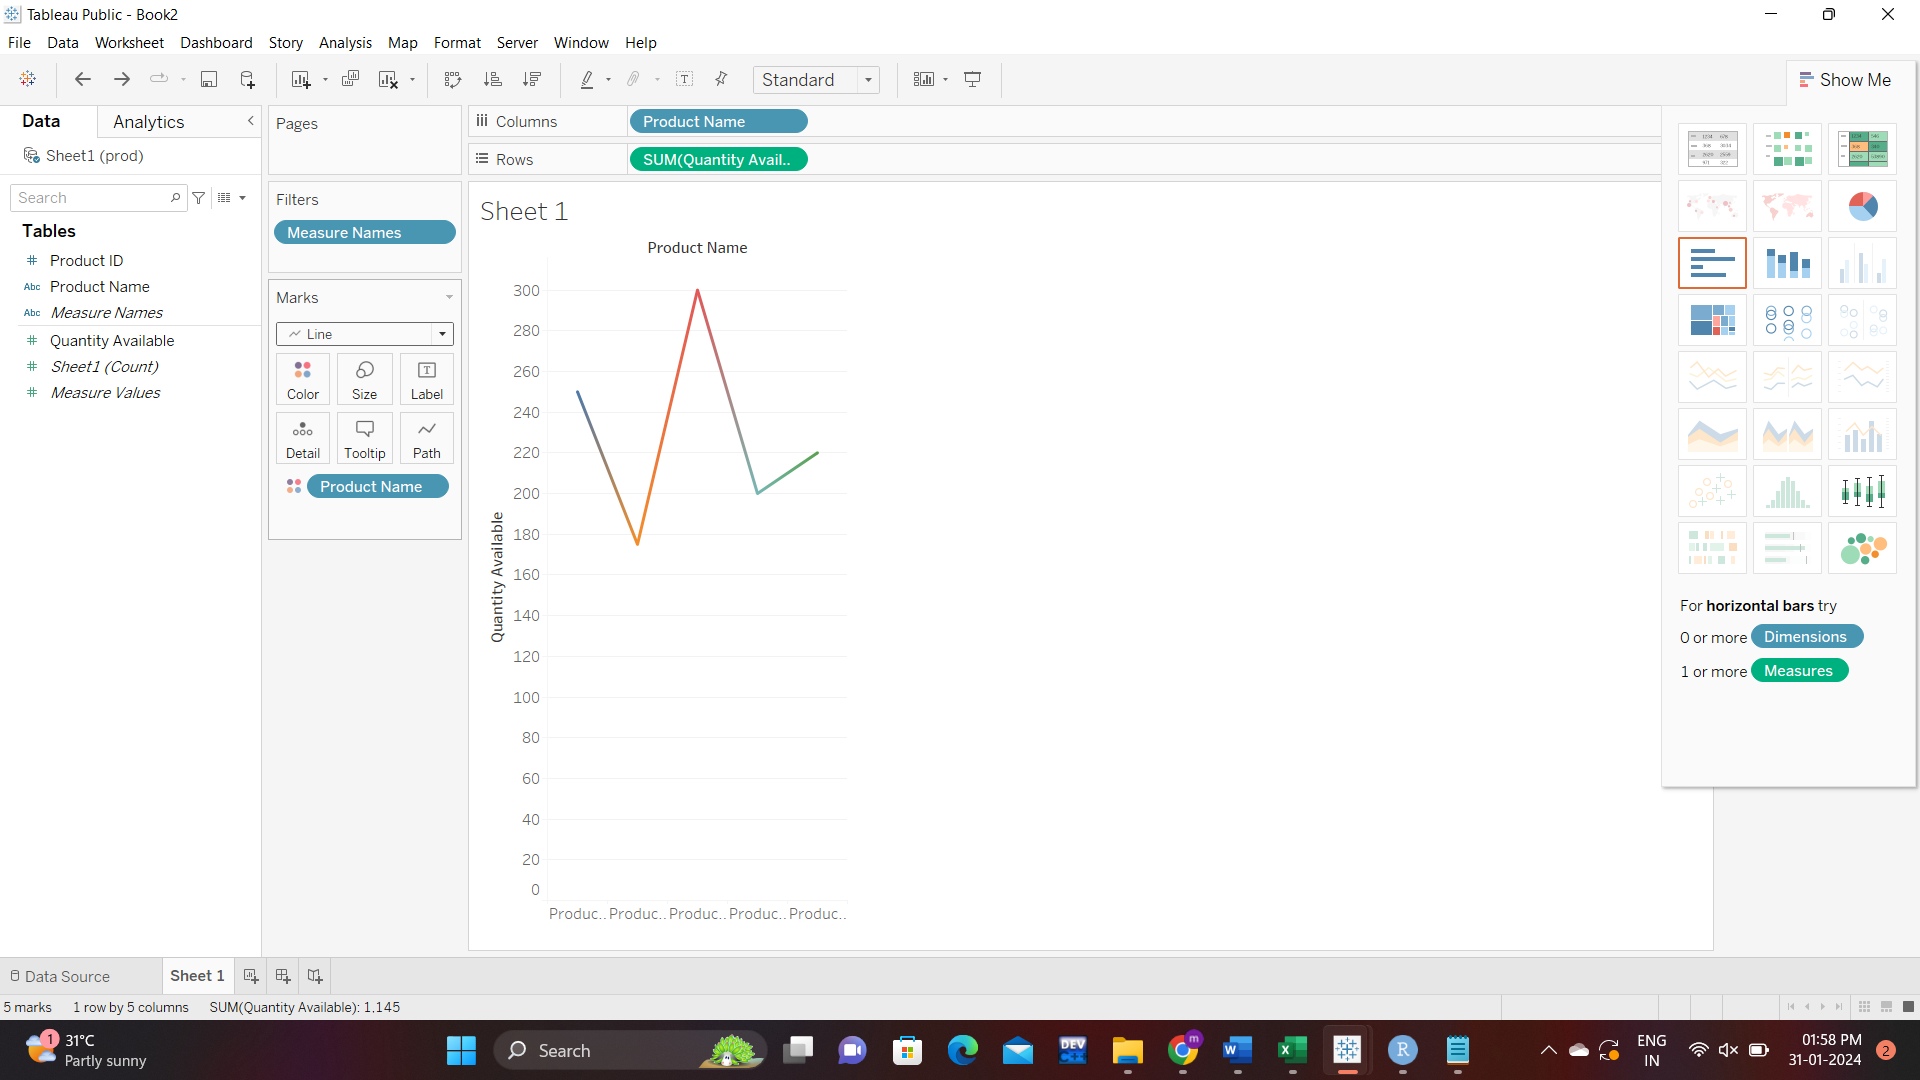 Tableau Public - Book2
File Data Worksheet Dashboard Story Analysis Map Format Server Window Help
Standard
Show Me
Data Analytics
Sheet1 (prod)
Search
Tables
# Product ID
Abc Product Name
Abc Measure Names
# Quantity Available
# Sheet1 (Count)
# Measure Values
Pages
Filters
Measure Names
Marks
Line
Color Size Label
Detail Tooltip Path
Product Name
Columns Product Name
Rows SUM(Quantity Avail..
Sheet 1
Product Name
Quantity Available
300
280
260
240
220
200
180
160
140
120
100
80
60
40
20
0
Produc.. Produc.. Produc.. Produc.. Produc..
For horizontal bars try
0 or more Dimensions
1 or more Measures
Data Source Sheet 1
5 marks 1 row by 5 columns SUM(Quantity Available): 1,145
1
31°C
Partly sunny
Search
DEV
m
W
X
R
ENG
IN
01:58 PM
31-01-2024
2